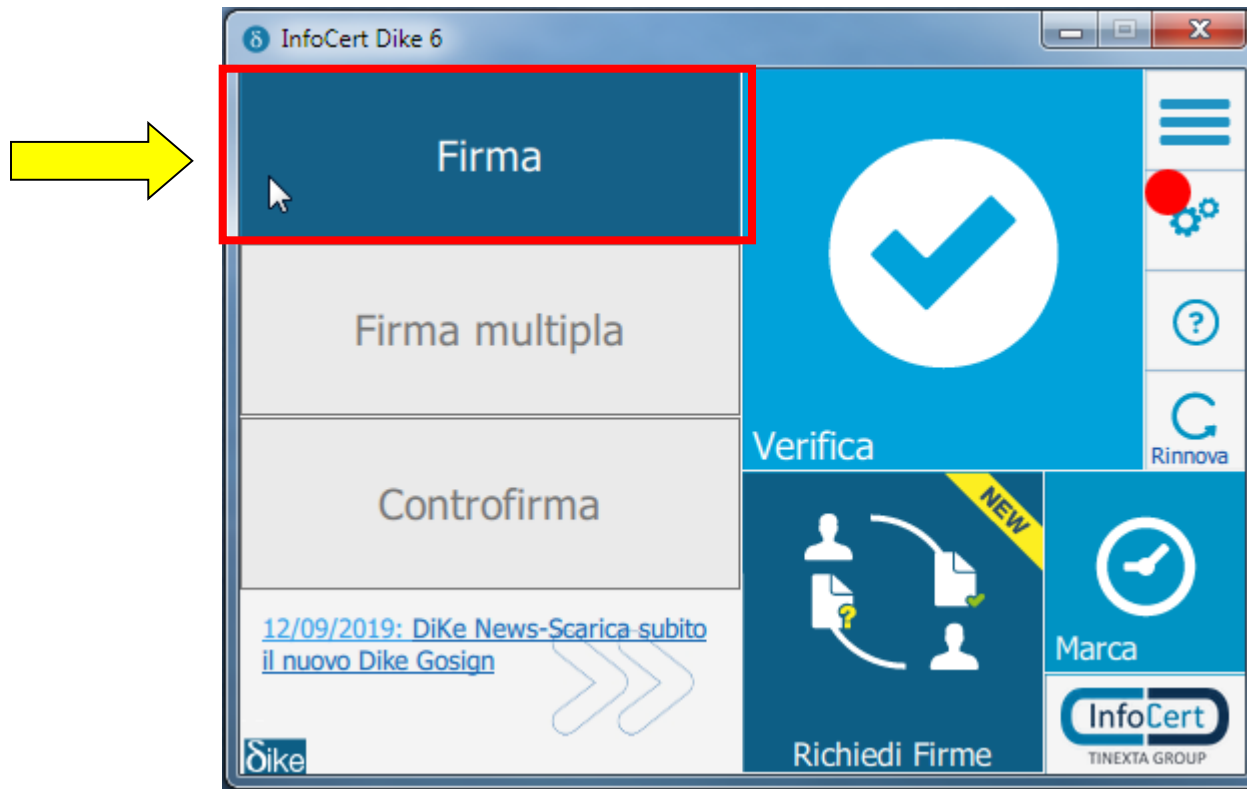 InfoCert Dike 6
Firma
Firma multipla
Controfirma
12/09/2019: DiKe News-Scarica subito
il nuovo Dike Gosign
δike
Verifica
NEW
?
Richiedi Firme
?
Rinnova
Marca
InfoCert
TINEXTA GROUP